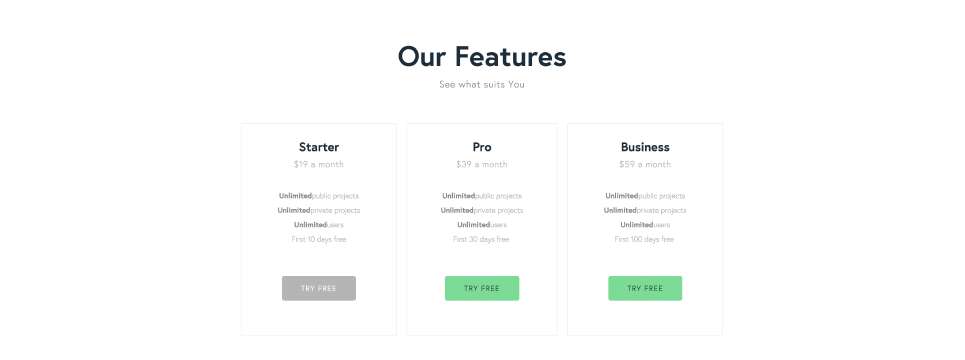 Our Features
See what suits You
Starter
$19 a month
Unlimitedpublic projects
Unlimitedprivate projects
Unlimitedusers
First 10 days free
TRY FREE
Pro
$39 a month
Unlimitedpublic projects
Unlimitedprivate projects
Unlimitedusers
First 30 days free
TRY FREE
Business
$59 a month
Unlimitedpublic projects
Unlimitedprivate projects
Unlimitedusers
First 100 days free
TRY FREE